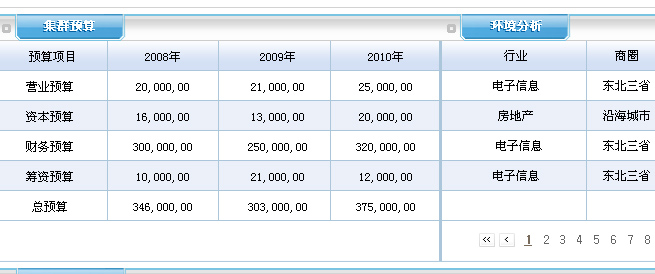 集群预算 环境分析
预算项目 2008年 2009年 2010年 行业 商圈
营业预算 20,000,00 21,000,00 25,000,00 电子信息 东北三省
资本预算 16,000,00 13,000,00 20,000,00 房地产 沿海城市
财务预算 300,000,00 250,000,00 320,000,00 电子信息 东北三省
筹资预算 10,000,00 21,000,00 12,000,00 电子信息 东北三省
总预算 346,000,00 303,000,00 375,000,00
<< < 1 2 3 4 5 6 7 8